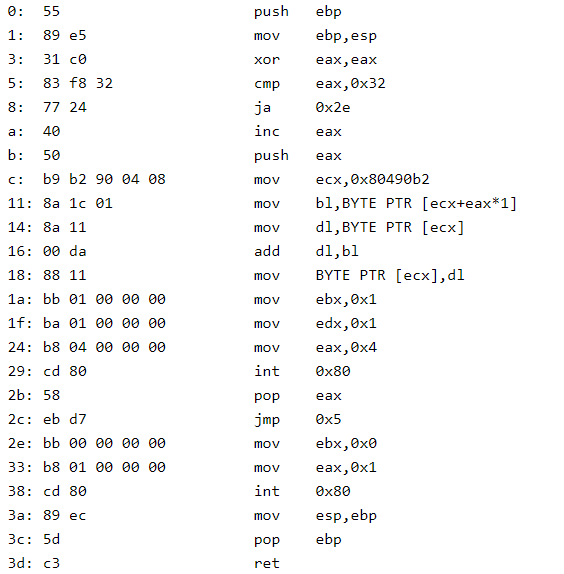 0: 55 push ebp
1: 89 e5 mov ebp,esp
3: 31 c0 xor eax,eax
5: 83 f8 32 cmp eax,0x32
8: 77 24 ja 0x2e
a: 40 inc eax
b: 50 push eax
c: b9 b2 90 04 08 mov ecx,0x80490b2
11: 8a 1c 01 mov bl,BYTE PTR [ecx+eax*1]
14: 8a 11 mov dl,BYTE PTR [ecx]
16: 00 da add dl,bl
18: 88 11 mov BYTE PTR [ecx],dl
1a: bb 01 00 00 00 mov ebx,0x1
1f: ba 01 00 00 00 mov edx,0x1
24: b8 04 00 00 00 mov eax,0x4
29: cd 80 int 0x80
2b: 58 pop eax
2c: eb d7 jmp 0x5
2e: bb 00 00 00 00 mov ebx,0x0
33: b8 01 00 00 00 mov eax,0x1
38: cd 80 int 0x80
3a: 89 ec mov esp,ebp
3c: 5d pop ebp
3d: c3 ret